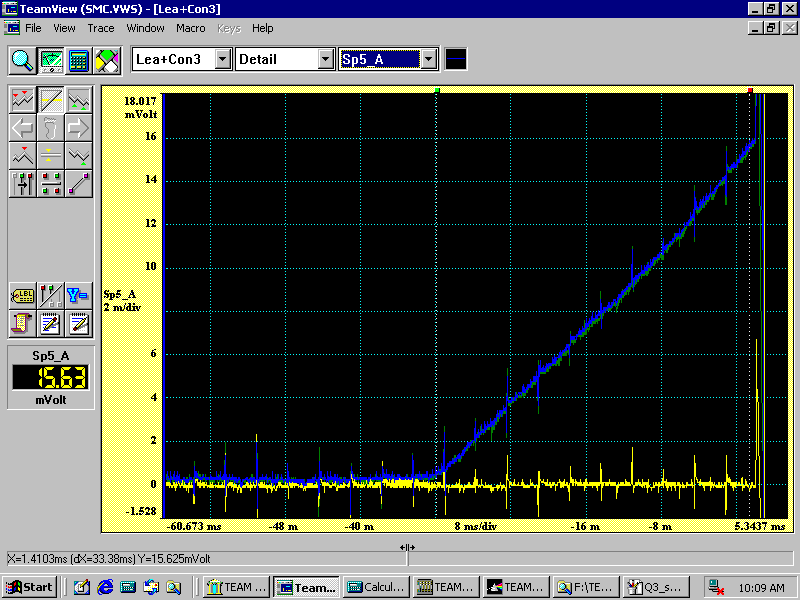 TeamView (SMC.VWS) - [Lea+Con3]
File View Trace Window Macro Keys Help
Lea+Con3 Detail Sp5_A
18.017
mVolt
16
14
12
10
Sp5_A
2 m/div
6
4
2
0
-1.528
-60.673 ms -48 m -40 m 8 ms/div -16 m -8 m 5.3437 ms
LBL
Y=
Sp5_A
15.63
mVolt
X=1.4103ms (dX=33.38ms) Y=15.625mVolt
Start TEAM ... Team... Calcul... TEAM... TEAM... F:\TE... Q3_s... 10:09 AM